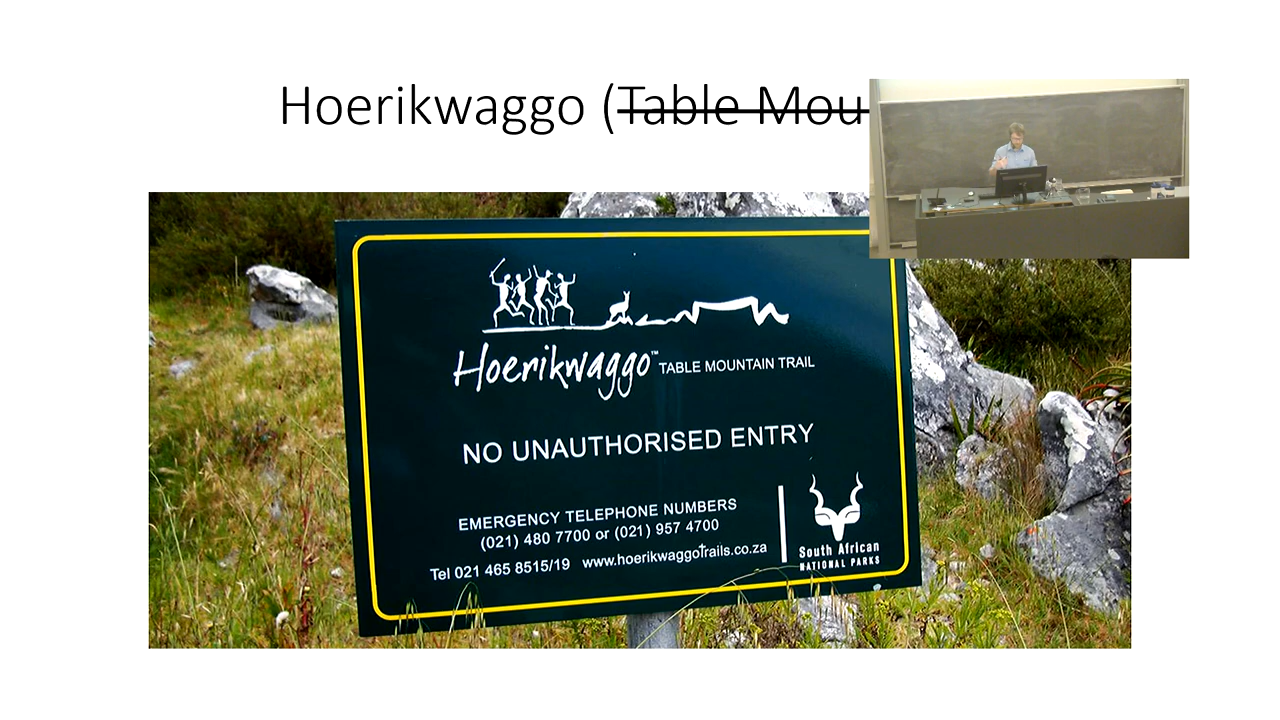 Hoerikwaggo (Table Mou
Hoerikwaggo™ TABLE MOUNTAIN TRAIL
NO UNAUTHORISED ENTRY
EMERGENCY TELEPHONE NUMBERS
(021) 480 7700 or (021) 957 4700
Tel 021 465 8515/19 www.hoerikwaggotrails.co.za
South African
NATIONAL PARKS